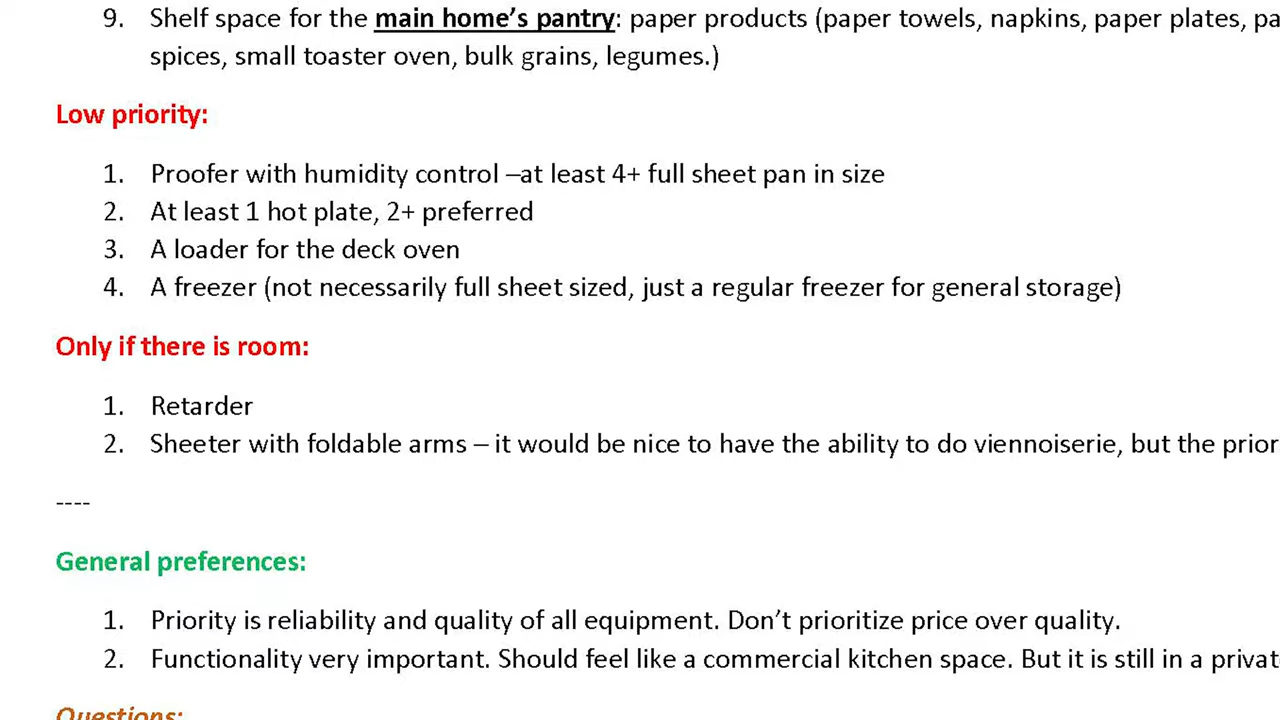 9. Shelf space for the main home’s pantry: paper products (paper towels, napkins, paper plates,
spices, small toaster oven, bulk grains, legumes.)
Low priority:
1. Proofer with humidity control –at least 4+ full sheet pan in size
2. At least 1 hot plate, 2+ preferred
3. A loader for the deck oven
4. A freezer (not necessarily full sheet sized, just a regular freezer for general storage)
Only if there is room:
1. Retarder
2. Sheeter with foldable arms – it would be nice to have the ability to do viennoiserie, but the prior
----
General preferences:
1. Priority is reliability and quality of all equipment. Don’t prioritize price over quality.
2. Functionality very important. Should feel like a commercial kitchen space. But it is still in a privat
Questions: